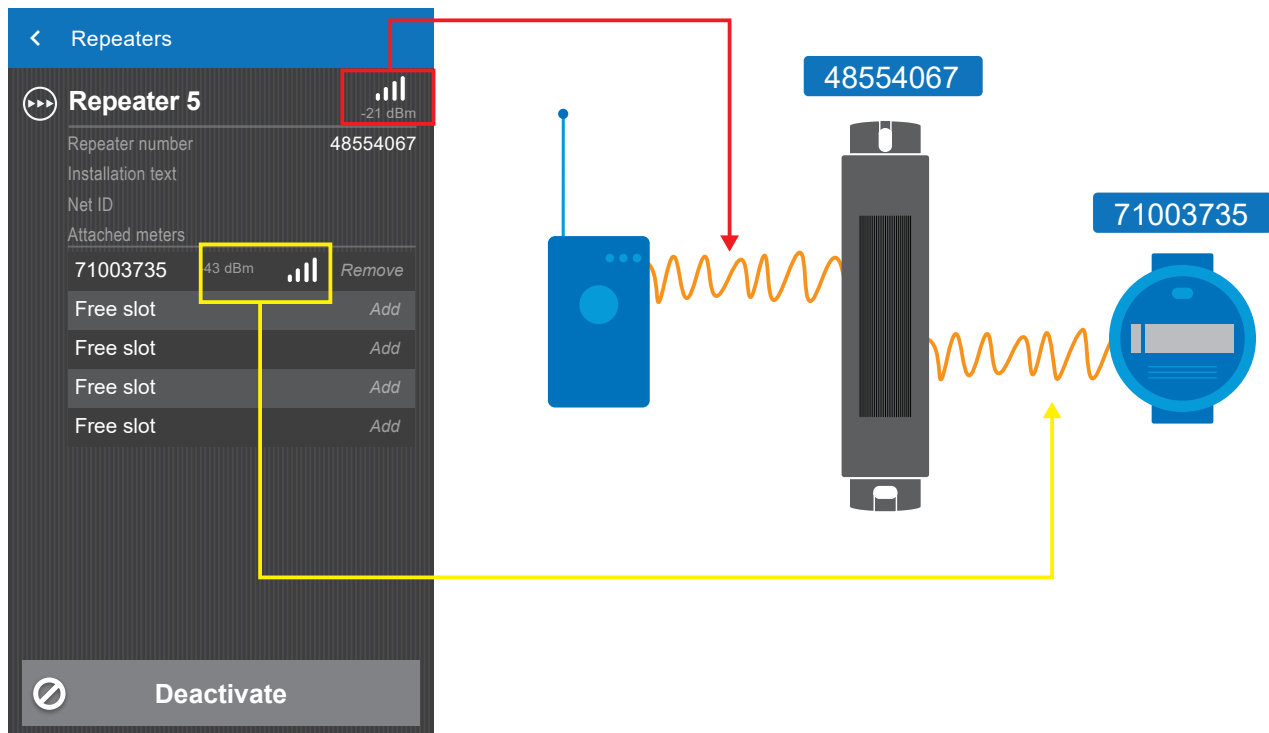 Repeaters
Repeater 5
-21 dBm
Repeater number 48554067
Installation text
Net ID
Attached meters
71003735 -43 dBm Remove
Free slot Add
Free slot Add
Free slot Add
Free slot Add
Deactivate
48554067
71003735